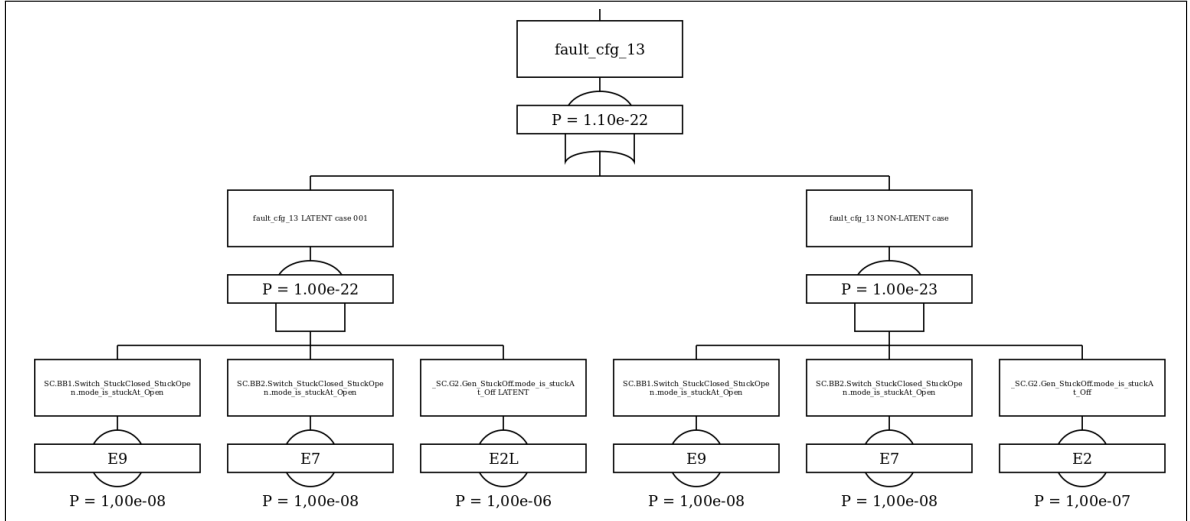 fault_cfg_13
P = 1.10e-22
fault_cfg_13 LATENT case 001
fault_cfg_13 NON-LATENT case
P = 1.00e-22
P = 1.00e-23
SC.BB1.Switch_StuckClosed_StuckOpe
n.mode_is_stuckAt_Open
SC.BB2.Switch_StuckClosed_StuckOpe
n.mode_is_stuckAt_Open
_SC.G2.Gen_StuckOff.mode_is_stuckA
t_Off LATENT
SC.BB1.Switch_StuckClosed_StuckOpe
n.mode_is_stuckAt_Open
SC.BB2.Switch_StuckClosed_StuckOpe
n.mode_is_stuckAt_Open
_SC.G2.Gen_StuckOff.mode_is_stuckA
t_Off
E9
E7
E2L
E9
E7
E2
P = 1,00e-08
P = 1,00e-08
P = 1,00e-06
P = 1,00e-08
P = 1,00e-08
P = 1,00e-07